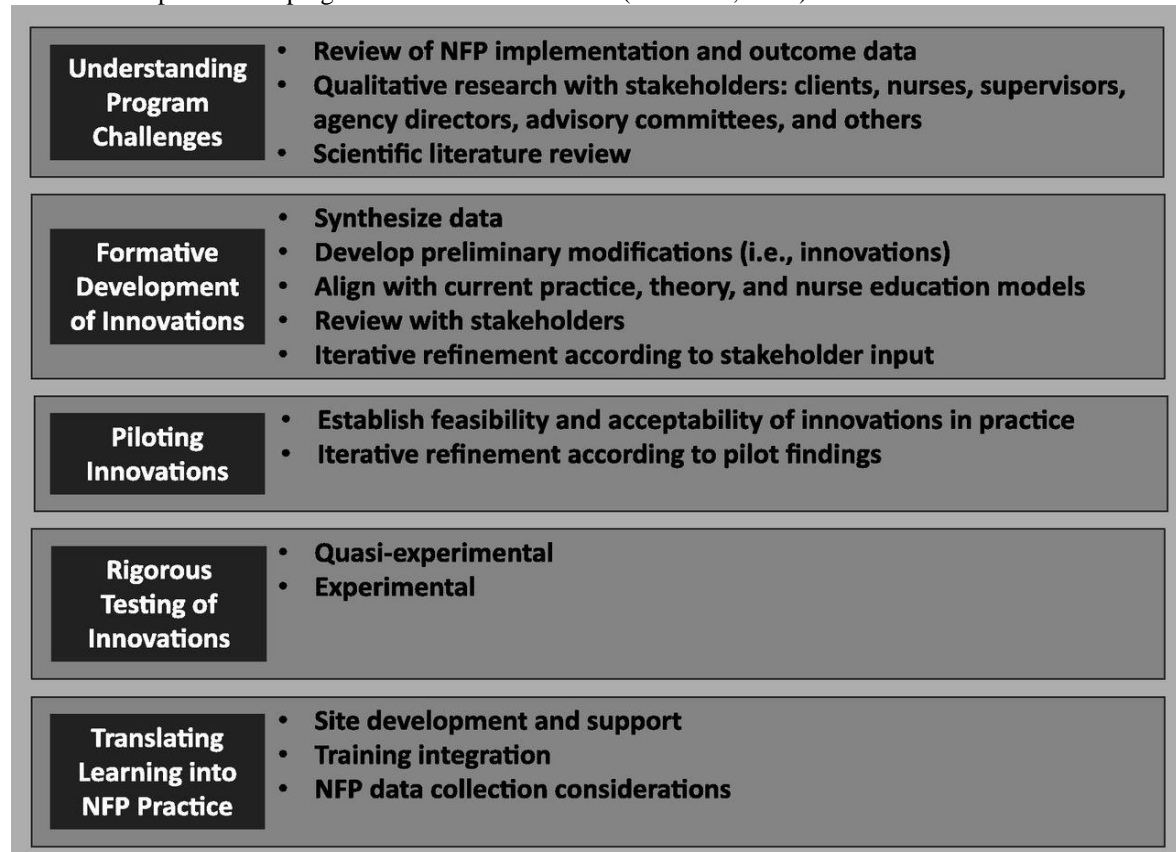 Understanding
Program
Challenges
• Review of NFP implementation and outcome data
• Qualitative research with stakeholders: clients, nurses, supervisors,
agency directors, advisory committees, and others
• Scientific literature review
Formative
Development
of Innovations
• Synthesize data
• Develop preliminary modifications (i.e., innovations)
• Align with current practice, theory, and nurse education models
• Review with stakeholders
• Iterative refinement according to stakeholder input
Piloting
Innovations
• Establish feasibility and acceptability of innovations in practice
• Iterative refinement according to pilot findings
Rigorous
Testing of
Innovations
• Quasi-experimental
• Experimental
Translating
Learning into
NFP Practice
• Site development and support
• Training integration
• NFP data collection considerations